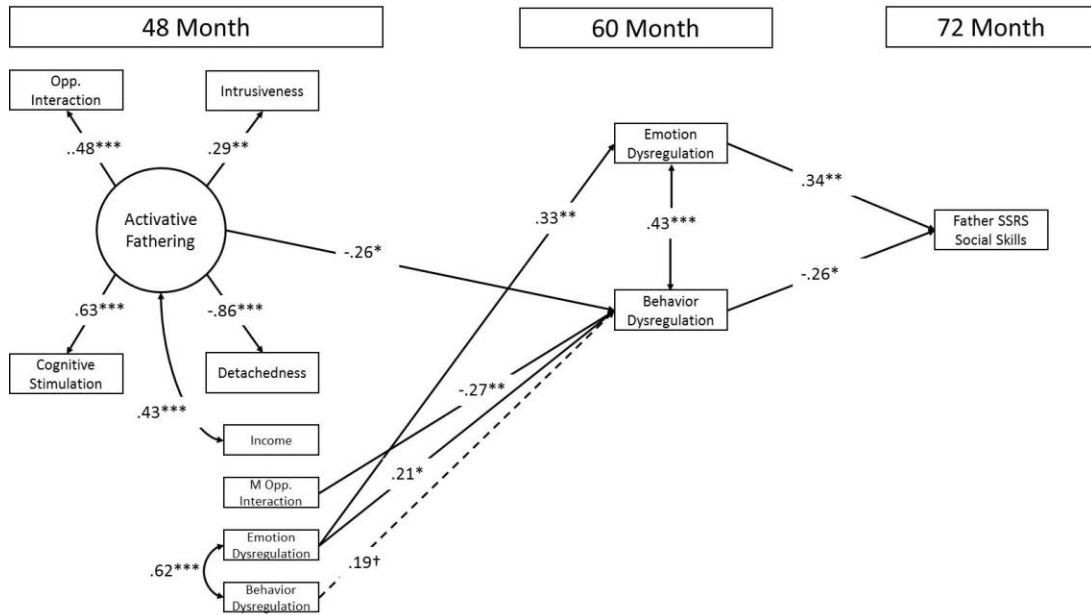 48 Month
60 Month
72 Month
Opp.
Interaction
Intrusiveness
..48***
.29**
Activative
Fathering
.63***
-.86***
Cognitive
Stimulation
Detachedness
.43***
Income
M Opp.
Interaction
Emotion
Dysregulation
.62***
Behavior
Dysregulation
-.26*
.33**
-.27**
.21*
.19†
Emotion
Dysregulation
.43***
Behavior
Dysregulation
.34**
-.26*
Father SSRS
Social Skills